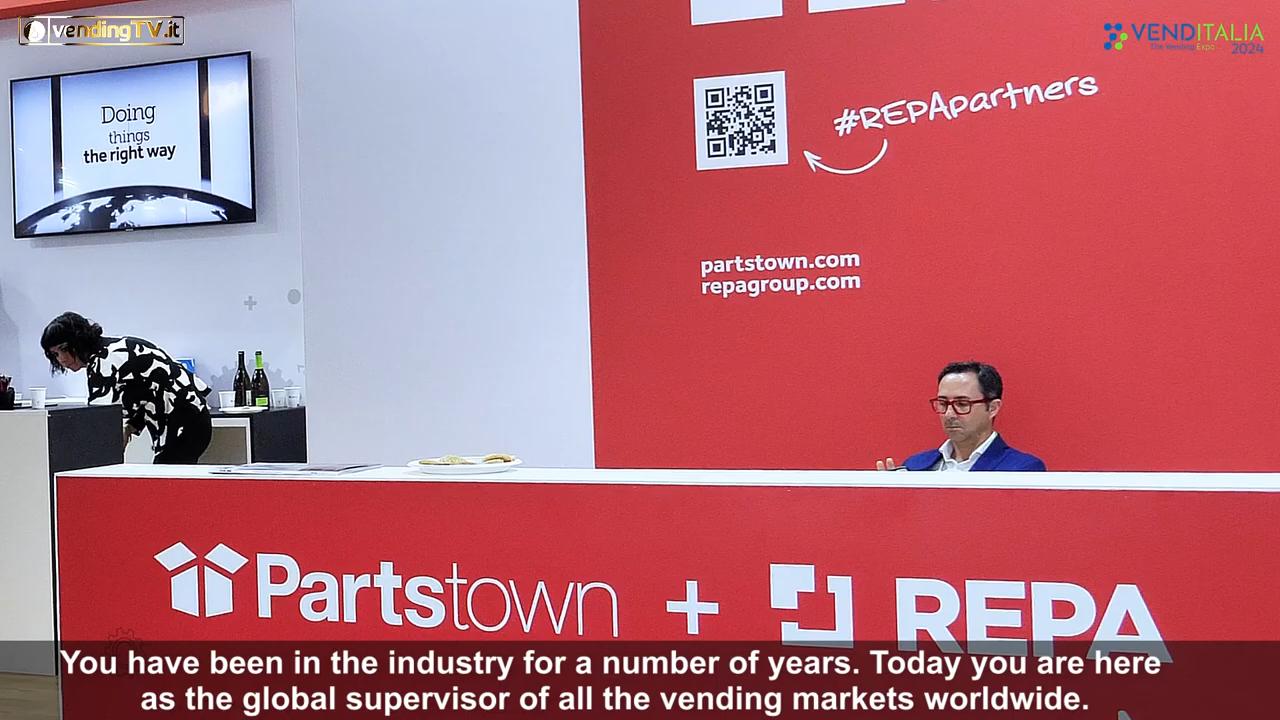 vendingTV.it
VENDITALIA
The Vending Expo 2024
Doing
things
the right way
#REPApartners
partstown.com
repagroup.com
Partstown + REPA
You have been in the industry for a number of years. Today you are here
as the global supervisor of all the vending markets worldwide.